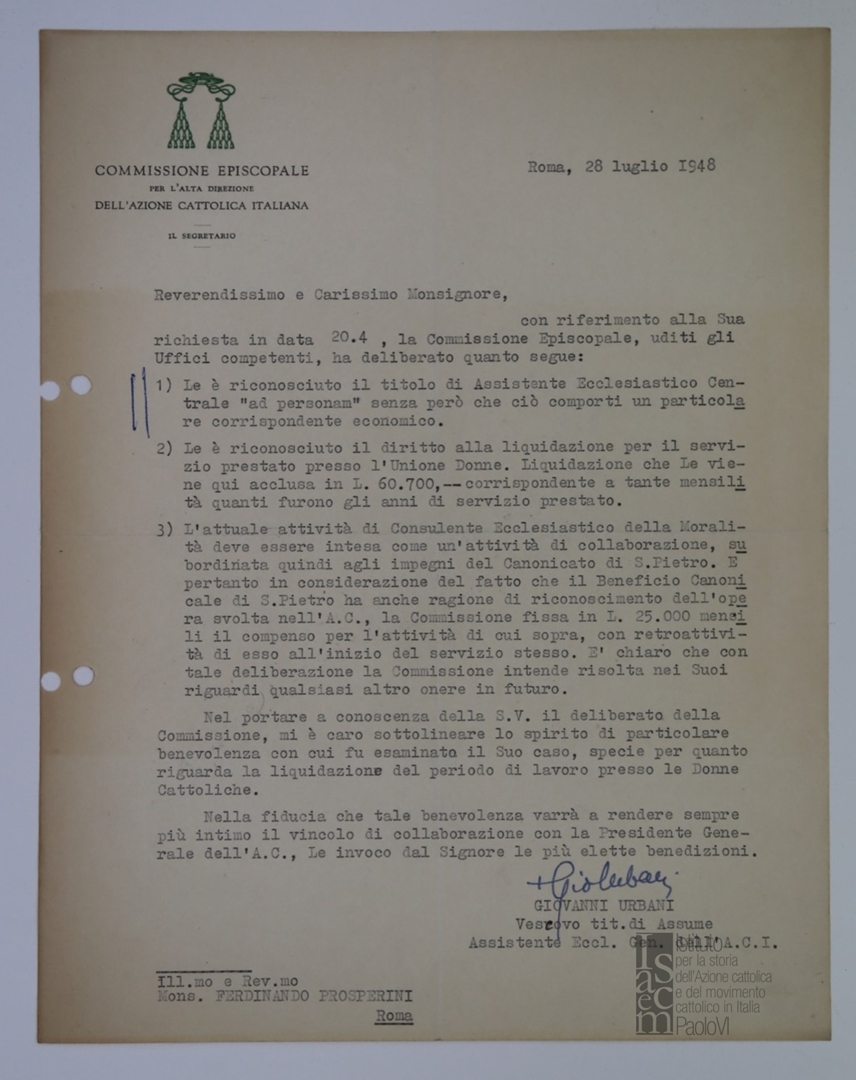 COMMISSIONE EPISCOPALE
PER L'ALTA DIREZIONE
DELL'AZIONE CATTOLICA ITALIANA
IL SEGRETARIO
Roma, 28 luglio 1948
Reverendissimo e Carissimo Monsignore,
con riferimento alla Sua
richiesta in data 20.4 , la Commissione Episcopale, uditi gli
Uffici competenti, ha deliberato quanto segue:
1) Le è riconosciuto il titolo di Assistente Ecclesiastico Cen-
trale "ad personam" senza però che ciò comporti un particola
re corrispondente economico.
2) Le è riconosciuto il diritto alla liquidazione per il servi-
zio prestato presso l'Unione Donne. Liquidazione che Le vie-
ne qui acclusa in L. 60.700,-- corrispondente a tante mensili
tà quanti furono gli anni di servizio prestato.
3) L'attuale attività di Consulente Ecclesiastico della Morali-
tà deve essere intesa come un'attività di collaborazione, su
bordinata quindi agli impegni del Canonicato di S.Pietro. E
pertanto in considerazione del fatto che il Beneficio Canoni
cale di S.Pietro ha anche ragione di riconoscimento dell'ope
ra svolta nell'A.C., la Commissione fissa in L. 25.000 mensi
li il compenso per l'attività di cui sopra, con retroattivi-
tà di esso all'inizio del servizio stesso. E' chiaro che con
tale deliberazione la Commissione intende risolta nei Suoi
riguardi qualsiasi altro onere in futuro.
Nel portare a conoscenza della S.V. il deliberato della
Commissione, mi è caro sottolineare lo spirito di particolare
benevolenza con cui fu esaminato il Suo caso, specie per quanto
riguarda la liquidazione del periodo di lavoro presso le Donne
Cattoliche.
Nella fiducia che tale benevolenza varrà a rendere sempre
più intimo il vincolo di collaborazione con la Presidente Gene-
rale dell'A.C., Le invoco dal Signore le più elette benedizioni.
+ Gio Urbani
GIOVANNI URBANI
Vescovo tit.di Assume
Assistente Eccl. Gen. dell'A.C.I.
Ill.mo e Rev.mo
Mons. FERDINANDO PROSPERINI
Roma
Isacem
Istituto
per la storia
dell'Azione cattolica
e del movimento
cattolico in Italia
PaoloVI